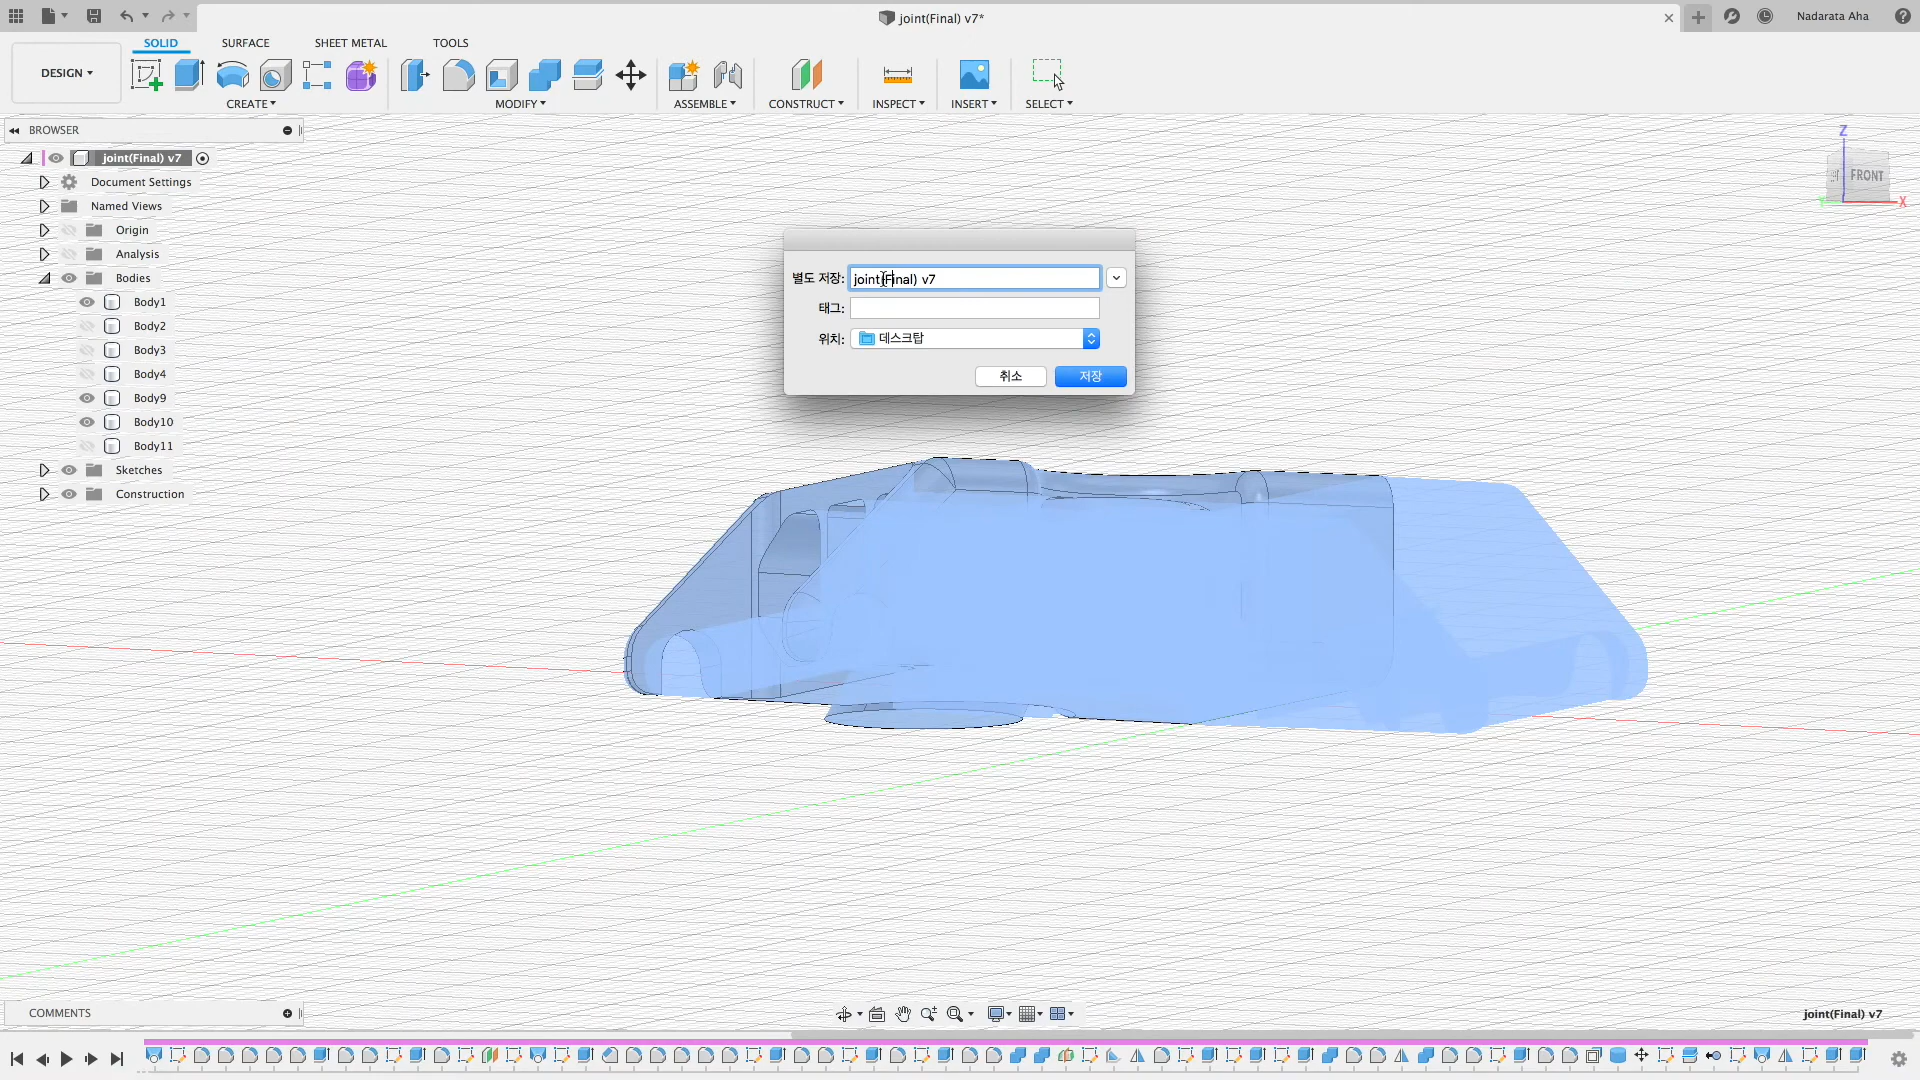 joint(Final) v7*
Nadarata Aha
DESIGN
SOLID
SURFACE
SHEET METAL
TOOLS
CREATE
MODIFY
ASSEMBLE
CONSTRUCT
INSPECT
INSERT
SELECT
BROWSER
joint(Final) v7
Document Settings
Named Views
Origin
Analysis
Bodies
Body1
Body2
Body3
Body4
Body9
Body10
Body11
Sketches
Construction
별도 저장: joint(Final) v7
태그:
위치: 데스크탑
취소
저장
Z
FRONT
X
Y
COMMENTS
joint(Final) v7